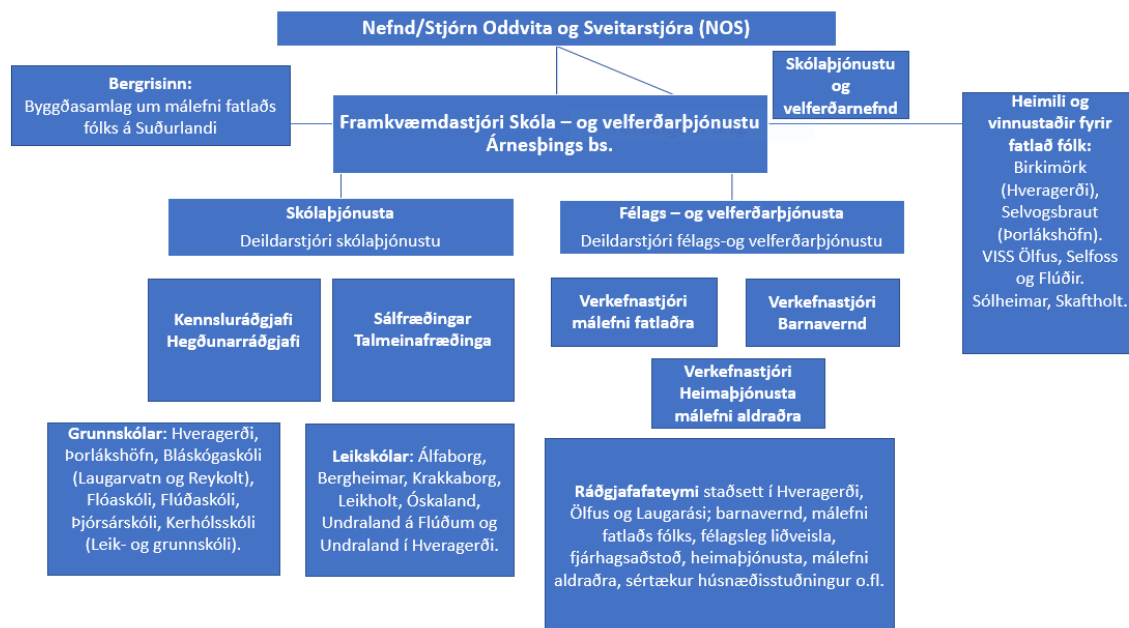 Nefnd/Stjórn Oddvita og Sveitarstjóra (NOS)
Bergrisinn:
Byggðasamlag um málefni fatlaðs
fólks á Suðurlandi
Skólaþjónustu
og
velferðarnefnd
Framkvæmdastjóri Skóla – og velferðarþjónustu
Árnesþings bs.
Heimili og
vinnustaðir fyrir
fatlað fólk:
Birkimörk
(Hveragerði),
Selvogsbraut
(Þorlákshöfn).
VISS Ölfus, Selfoss
og Flúðir.
Sólheimar, Skaftholt.
Skólaþjónusta
Deildarstjóri skólaþjónustu
Félags – og velferðarþjónusta
Deildarstjóri félags-og velferðarþjónustu
Kennsluráðgjafi
Hegðunarráðgjafi
Sálfræðingar
Talmeinafræðinga
Verkefnastjóri
málefni fatlaðra
Verkefnastjóri
Barnavernd
Verkefnastjóri
Heimaþjónusta
málefni aldraðra
Grunnskólar: Hveragerði,
Þorlákshöfn, Bláskógaskóli
(Laugarvatn og Reykolt),
Flóaskóli, Flúðaskóli,
Þjórsárskóli, Kerhólsskóli
(Leik- og grunnskóli).
Leikskólar: Álfaborg,
Bergheimar, Krakkaborg,
Leikholt, Óskaland,
Undraland á Flúðum og
Undraland í Hveragerði.
Ráðgjafafateymi staðsett í Hveragerði,
Ölfus og Laugarási; barnavernd, málefni
fatlaðs fólks, félagsleg liðveisla,
fjárhagsaðstoð, heimaþjónusta, málefni
aldraðra, sértækur húsnæðisstuðningur o.fl.